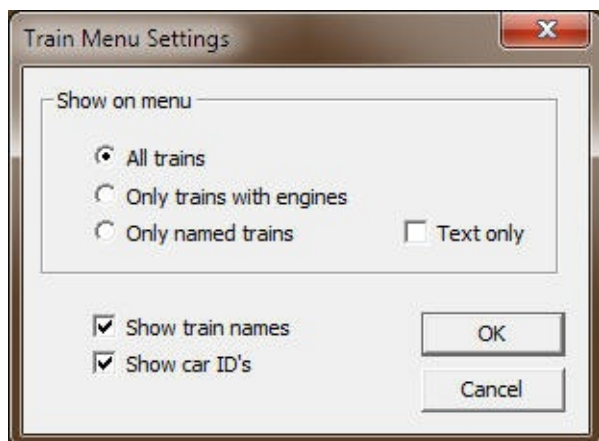 Train Menu Settings
Show on menu
All trains
Only trains with engines
Only named trains
Text only
Show train names
Show car ID's
OK
Cancel